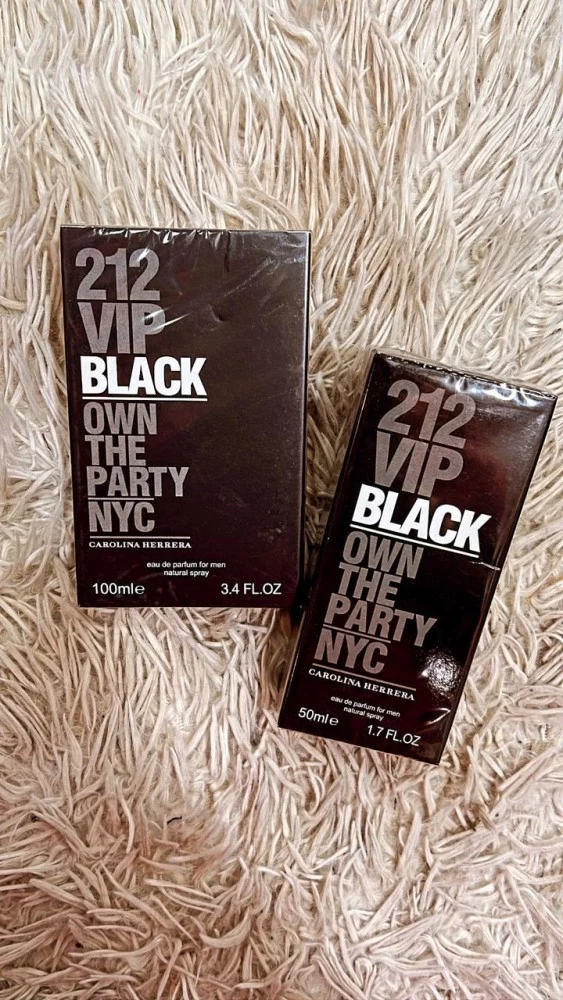 212
VIP
BLACK
OWN
THE
PARTY
NYC
CAROLINA HERRERA
eau de parfum for men
natural spray
100ml℮ 3.4 FL.OZ
212
VIP
BLACK
OWN
THE
PARTY
NYC
CAROLINA HERRERA
eau de parfum for men
natural spray
50ml℮ 1.7 FL.OZ